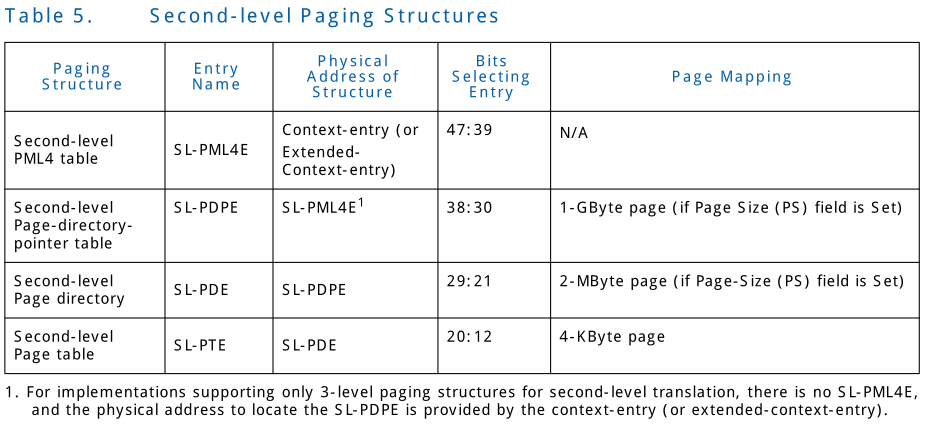 Table 5. Second-level Paging Structures
Paging Structure Entry Name Physical Address of Structure Bits Selecting Entry Page Mapping
Second-level PML4 table SL-PML4E Context-entry (or Extended-Context-entry) 47:39 N/A
Second-level Page-directory-pointer table SL-PDPE SL-PML4E1 38:30 1-GByte page (if Page Size (PS) field is Set)
Second-level Page directory SL-PDE SL-PDPE 29:21 2-MByte page (if Page-Size (PS) field is Set)
Second-level Page table SL-PTE SL-PDE 20:12 4-KByte page
1. For implementations supporting only 3-level paging structures for second-level translation, there is no SL-PML4E,
and the physical address to locate the SL-PDPE is provided by the context-entry (or extended-context-entry).